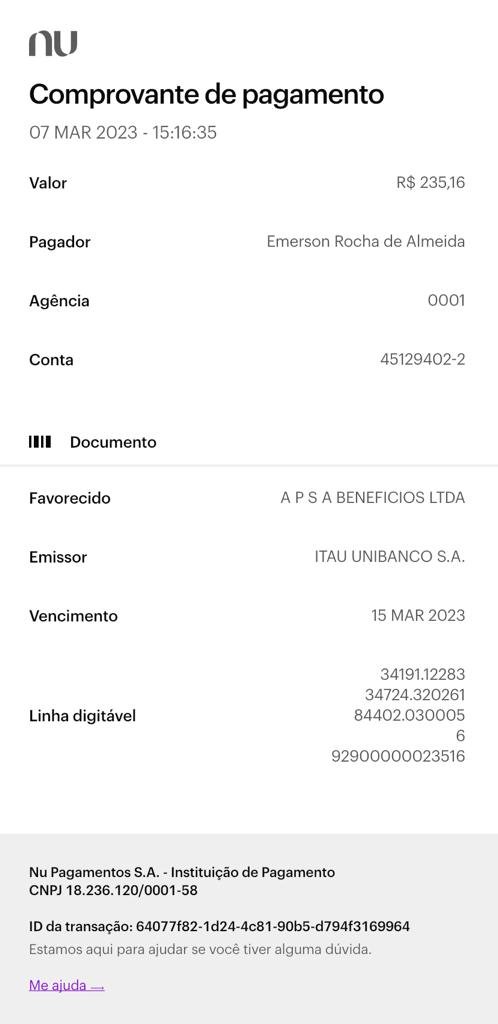 nu
Comprovante de pagamento
07 MAR 2023 - 15:16:35
Valor R$ 235,16
Pagador Emerson Rocha de Almeida
Agência 0001
Conta 45129402-2
Documento
Favorecido A P S A BENEFICIOS LTDA
Emissor ITAU UNIBANCO S.A.
Vencimento 15 MAR 2023
34191.12283
34724.320261
Linha digitável 84402.030005
6
92900000023516
Nu Pagamentos S.A. - Instituição de Pagamento
CNPJ 18.236.120/0001-58
ID da transação: 64077f82-1d24-4c81-90b5-d794f3169964
Estamos aqui para ajudar se você tiver alguma dúvida.
Me ajuda →